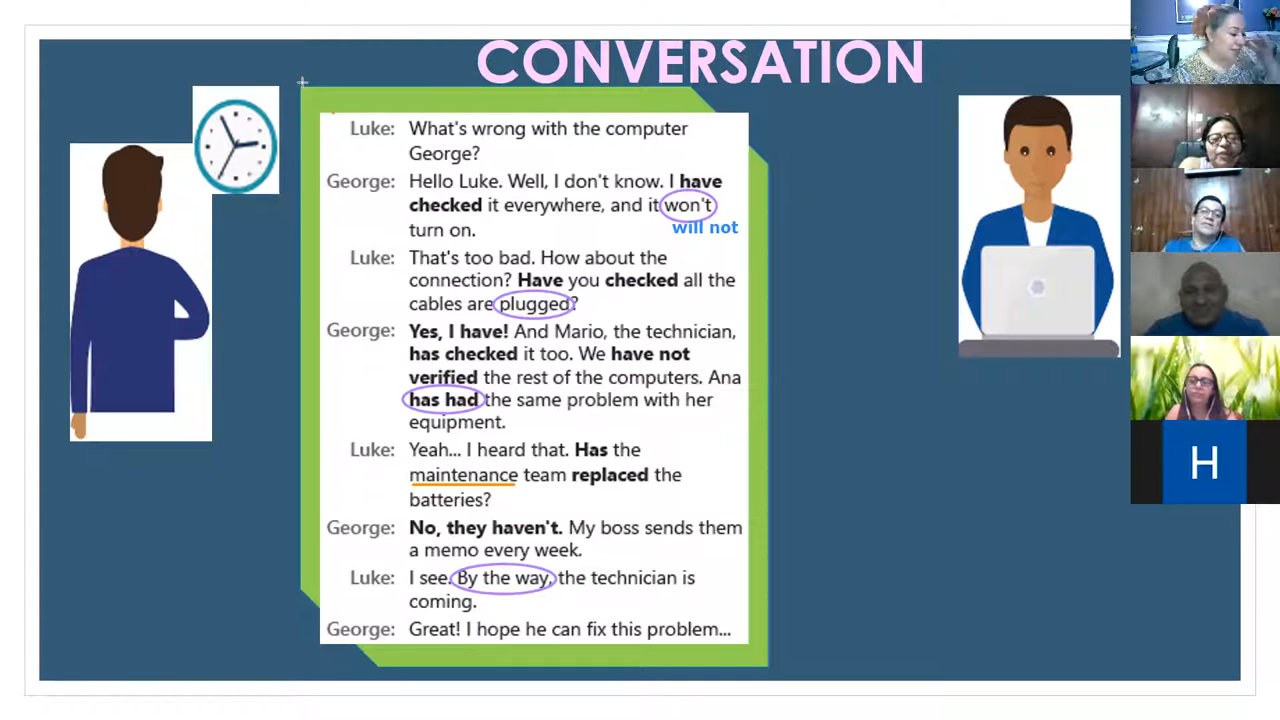 CONVERSATION
Luke: What's wrong with the computer
George?
George: Hello Luke. Well, I don't know. I have
checked it everywhere, and it won't
turn on.
will not
Luke: That's too bad. How about the
connection? Have you checked all the
cables are plugged?
George: Yes, I have! And Mario, the technician,
has checked it too. We have not
verified the rest of the computers. Ana
has had the same problem with her
equipment.
Luke: Yeah... I heard that. Has the
maintenance team replaced the
batteries?
George: No, they haven't. My boss sends them
a memo every week.
Luke: I see. By the way, the technician is
coming.
George: Great! I hope he can fix this problem...
H